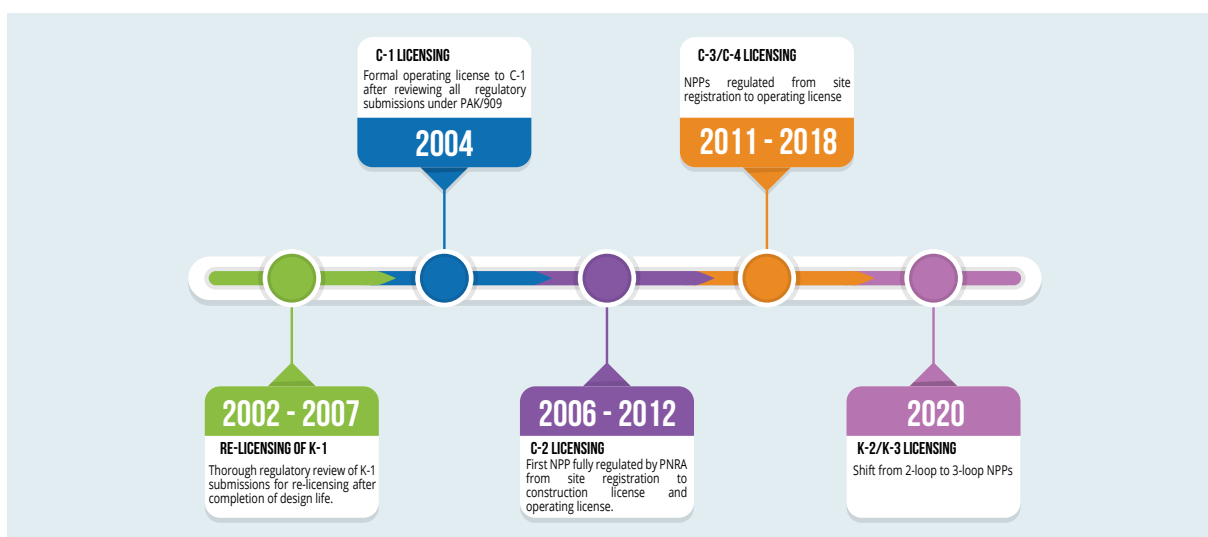 C-1 LICENSING
Formal operating license to C-1
after reviewing all regulatory
submissions under PAK/909
2004
C-3/C-4 LICENSING
NPPs regulated from site
registration to operating license
2011 - 2018
2002 - 2007
RE-LICENSING OF K-1
Thorough regulatory review of K-1
submissions for re-licensing after
completion of design life.
2006 - 2012
C-2 LICENSING
First NPP fully regulated by PNRA
from site registration to
construction license and
operating license.
2020
K-2/K-3 LICENSING
Shift from 2-loop to 3-loop NPPs